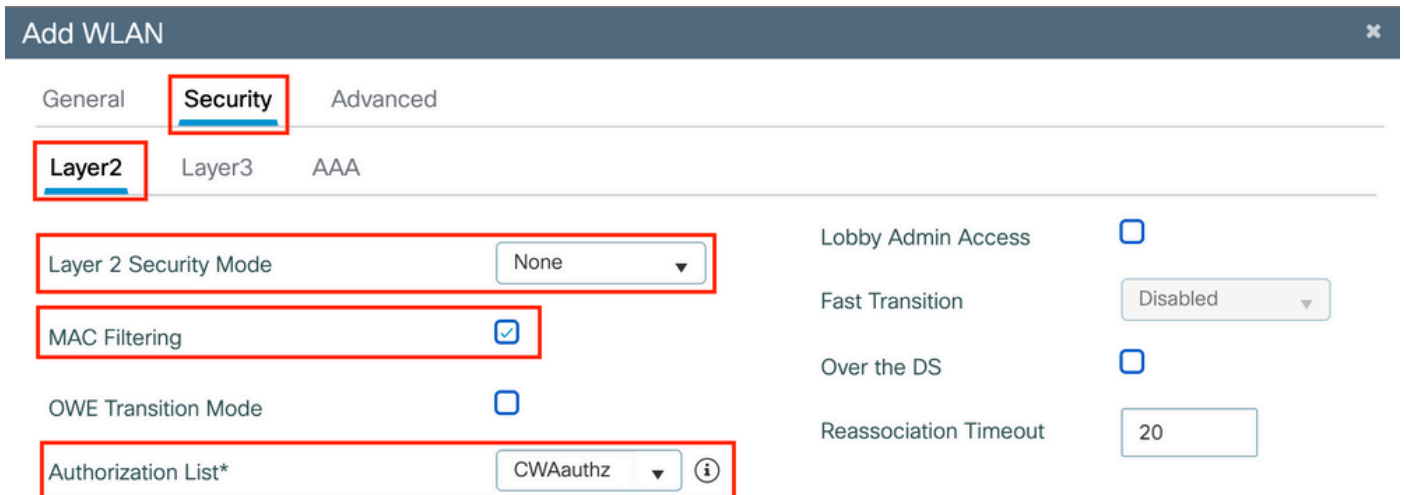 Add WLAN
General Security Advanced
Layer2 Layer3 AAA
Layer 2 Security Mode None
MAC Filtering
OWE Transition Mode
Authorization List* CWAauthz
Lobby Admin Access
Fast Transition Disabled
Over the DS
Reassociation Timeout 20